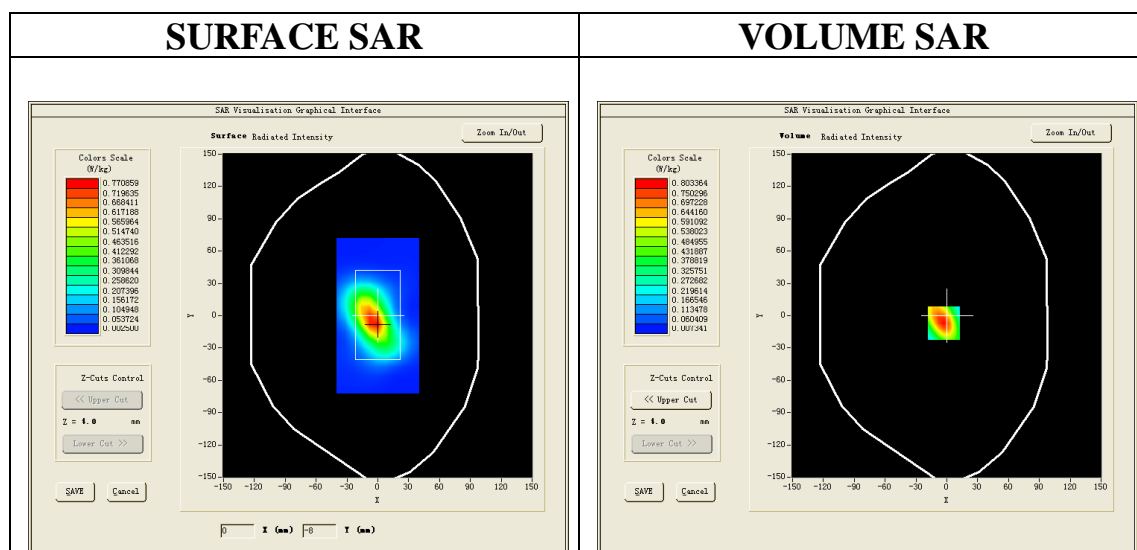 SURFACE SAR
VOLUME SAR
SAR Visualisation Graphical Interface
Surface Radiated Intensity
Zoom In/Out
Colors Scale
(W/kg)
0.770859
0.719635
0.668411
0.617188
0.565964
0.514740
0.463516
0.412292
0.361068
0.309844
0.258620
0.207396
0.156172
0.104948
0.053724
0.002500
Z-Cuts Control
<< Upper Cut
Z = 4.0 mm
Lower Cut >>
SAVE
Cancel
150
120
90
60
30
0
-30
-60
-90
-120
-150
Y
-150 -120 -90 -60 -30 0 30 60 90 120 150
X
0 X (mm) -8 Y (mm)
SAR Visualisation Graphical Interface
Volume Radiated Intensity
Zoom In/Out
Colors Scale
(W/kg)
0.803364
0.750296
0.697228
0.644160
0.591092
0.538023
0.484955
0.431887
0.378819
0.325751
0.272682
0.219614
0.166546
0.113478
0.060409
0.007341
Z-Cuts Control
<< Upper Cut
Z = 4.0 mm
Lower Cut >>
SAVE
Cancel
150
120
90
60
30
0
-30
-60
-90
-120
-150
Y
-150 -120 -90 -60 -30 0 30 60 90 120 150
X